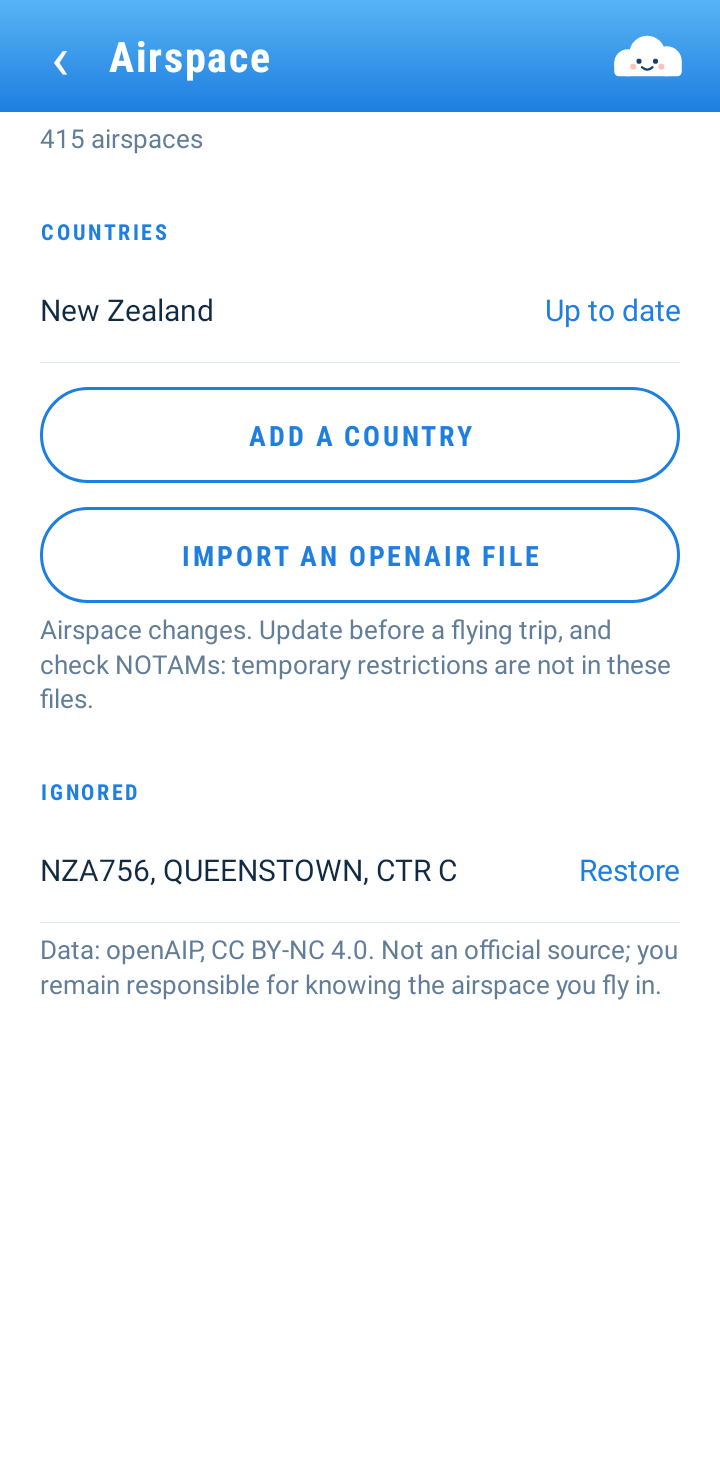 ‹ Airspace
415 airspaces
COUNTRIES
New Zealand Up to date
ADD A COUNTRY
IMPORT AN OPENAIR FILE
Airspace changes. Update before a flying trip, and
check NOTAMs: temporary restrictions are not in these
files.
IGNORED
NZA756, QUEENSTOWN, CTR C Restore
Data: openAIP, CC BY-NC 4.0. Not an official source; you
remain responsible for knowing the airspace you fly in.